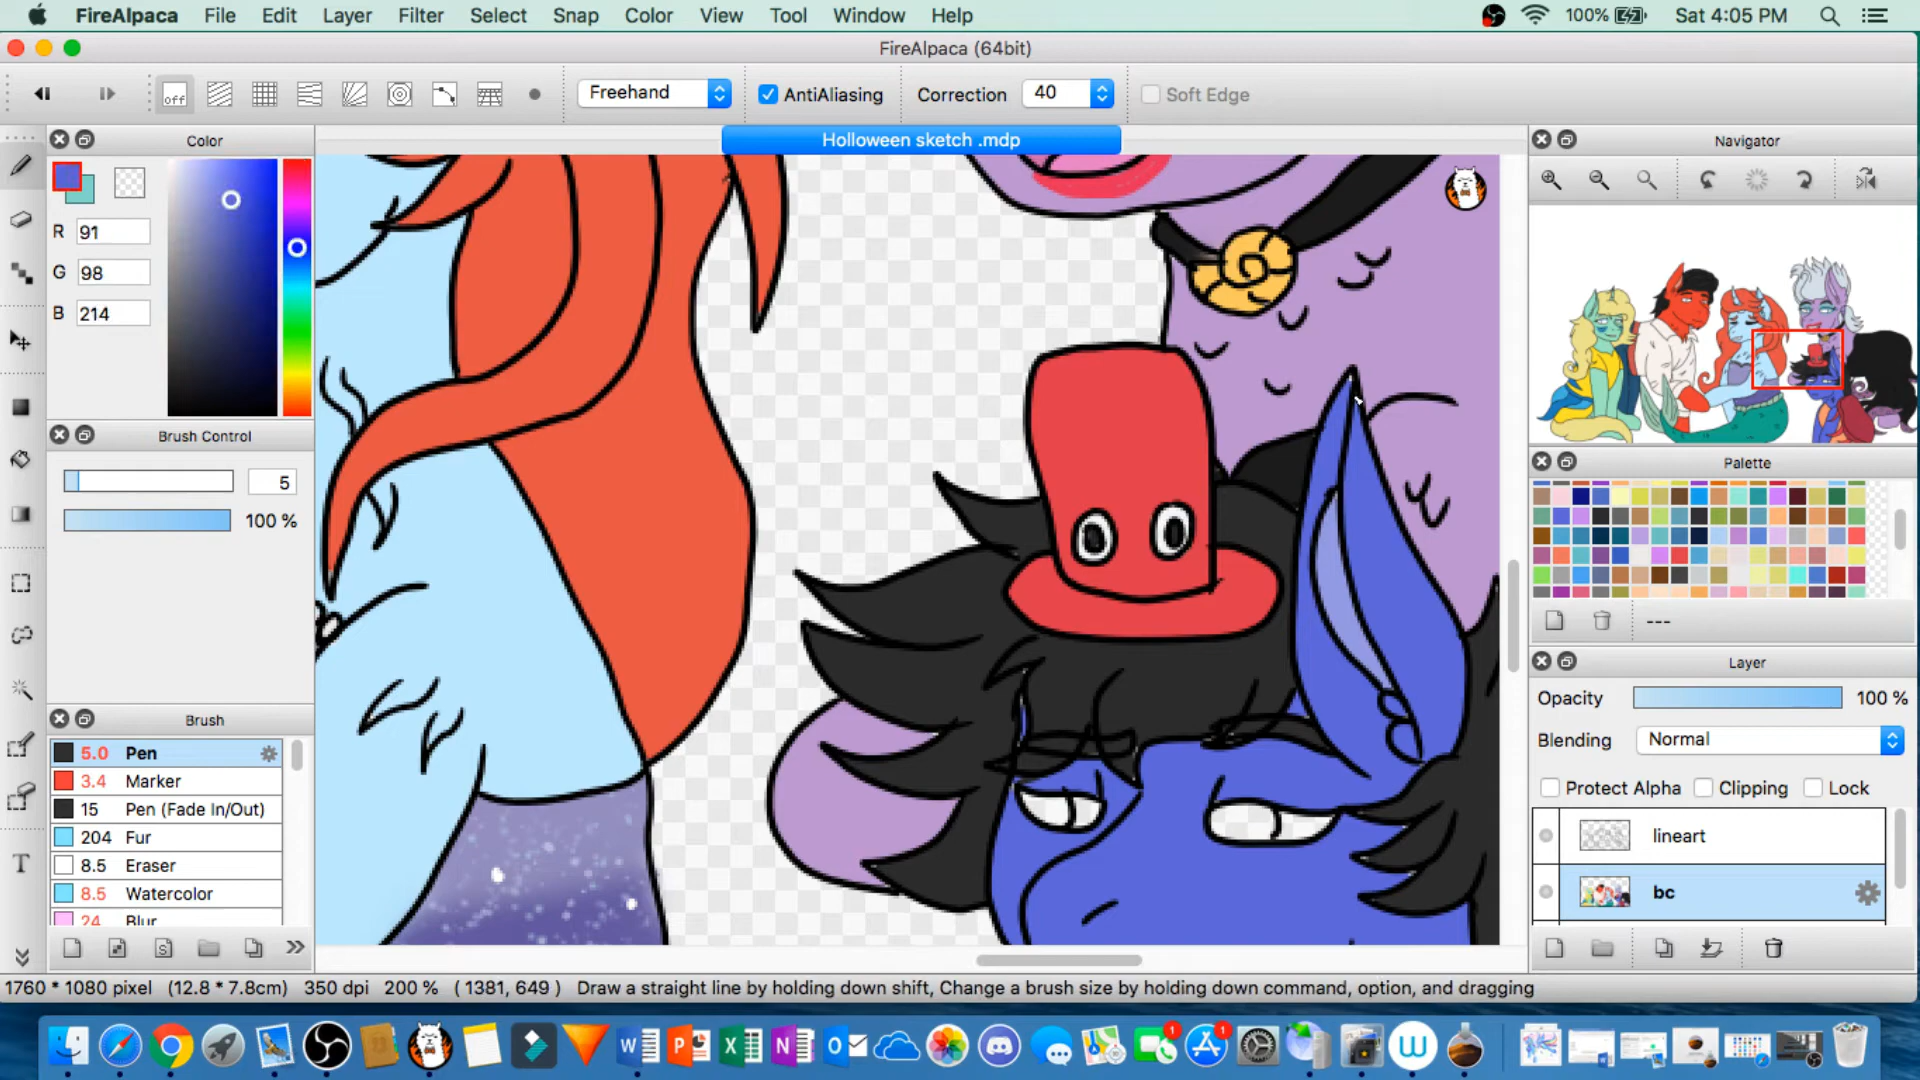 FireAlpaca File Edit Layer Filter Select Snap Color View Tool Window Help 100% Sat 4:05 PM
FireAlpaca (64bit)
off Freehand AntiAliasing Correction 40 Soft Edge
Color
Holloween sketch .mdp
Navigator
R 91
G 98
B 214
Brush Control
5
100 %
Palette
---
Layer
Opacity 100 %
Blending Normal
Protect Alpha Clipping Lock
lineart
bc
Brush
5.0 Pen
3.4 Marker
15 Pen (Fade In/Out)
204 Fur
8.5 Eraser
8.5 Watercolor
24 Blur
T
1760 * 1080 pixel (12.8 * 7.8cm) 350 dpi 200 % ( 1381, 649 ) Draw a straight line by holding down shift, Change a brush size by holding down command, option, and dragging
1 1